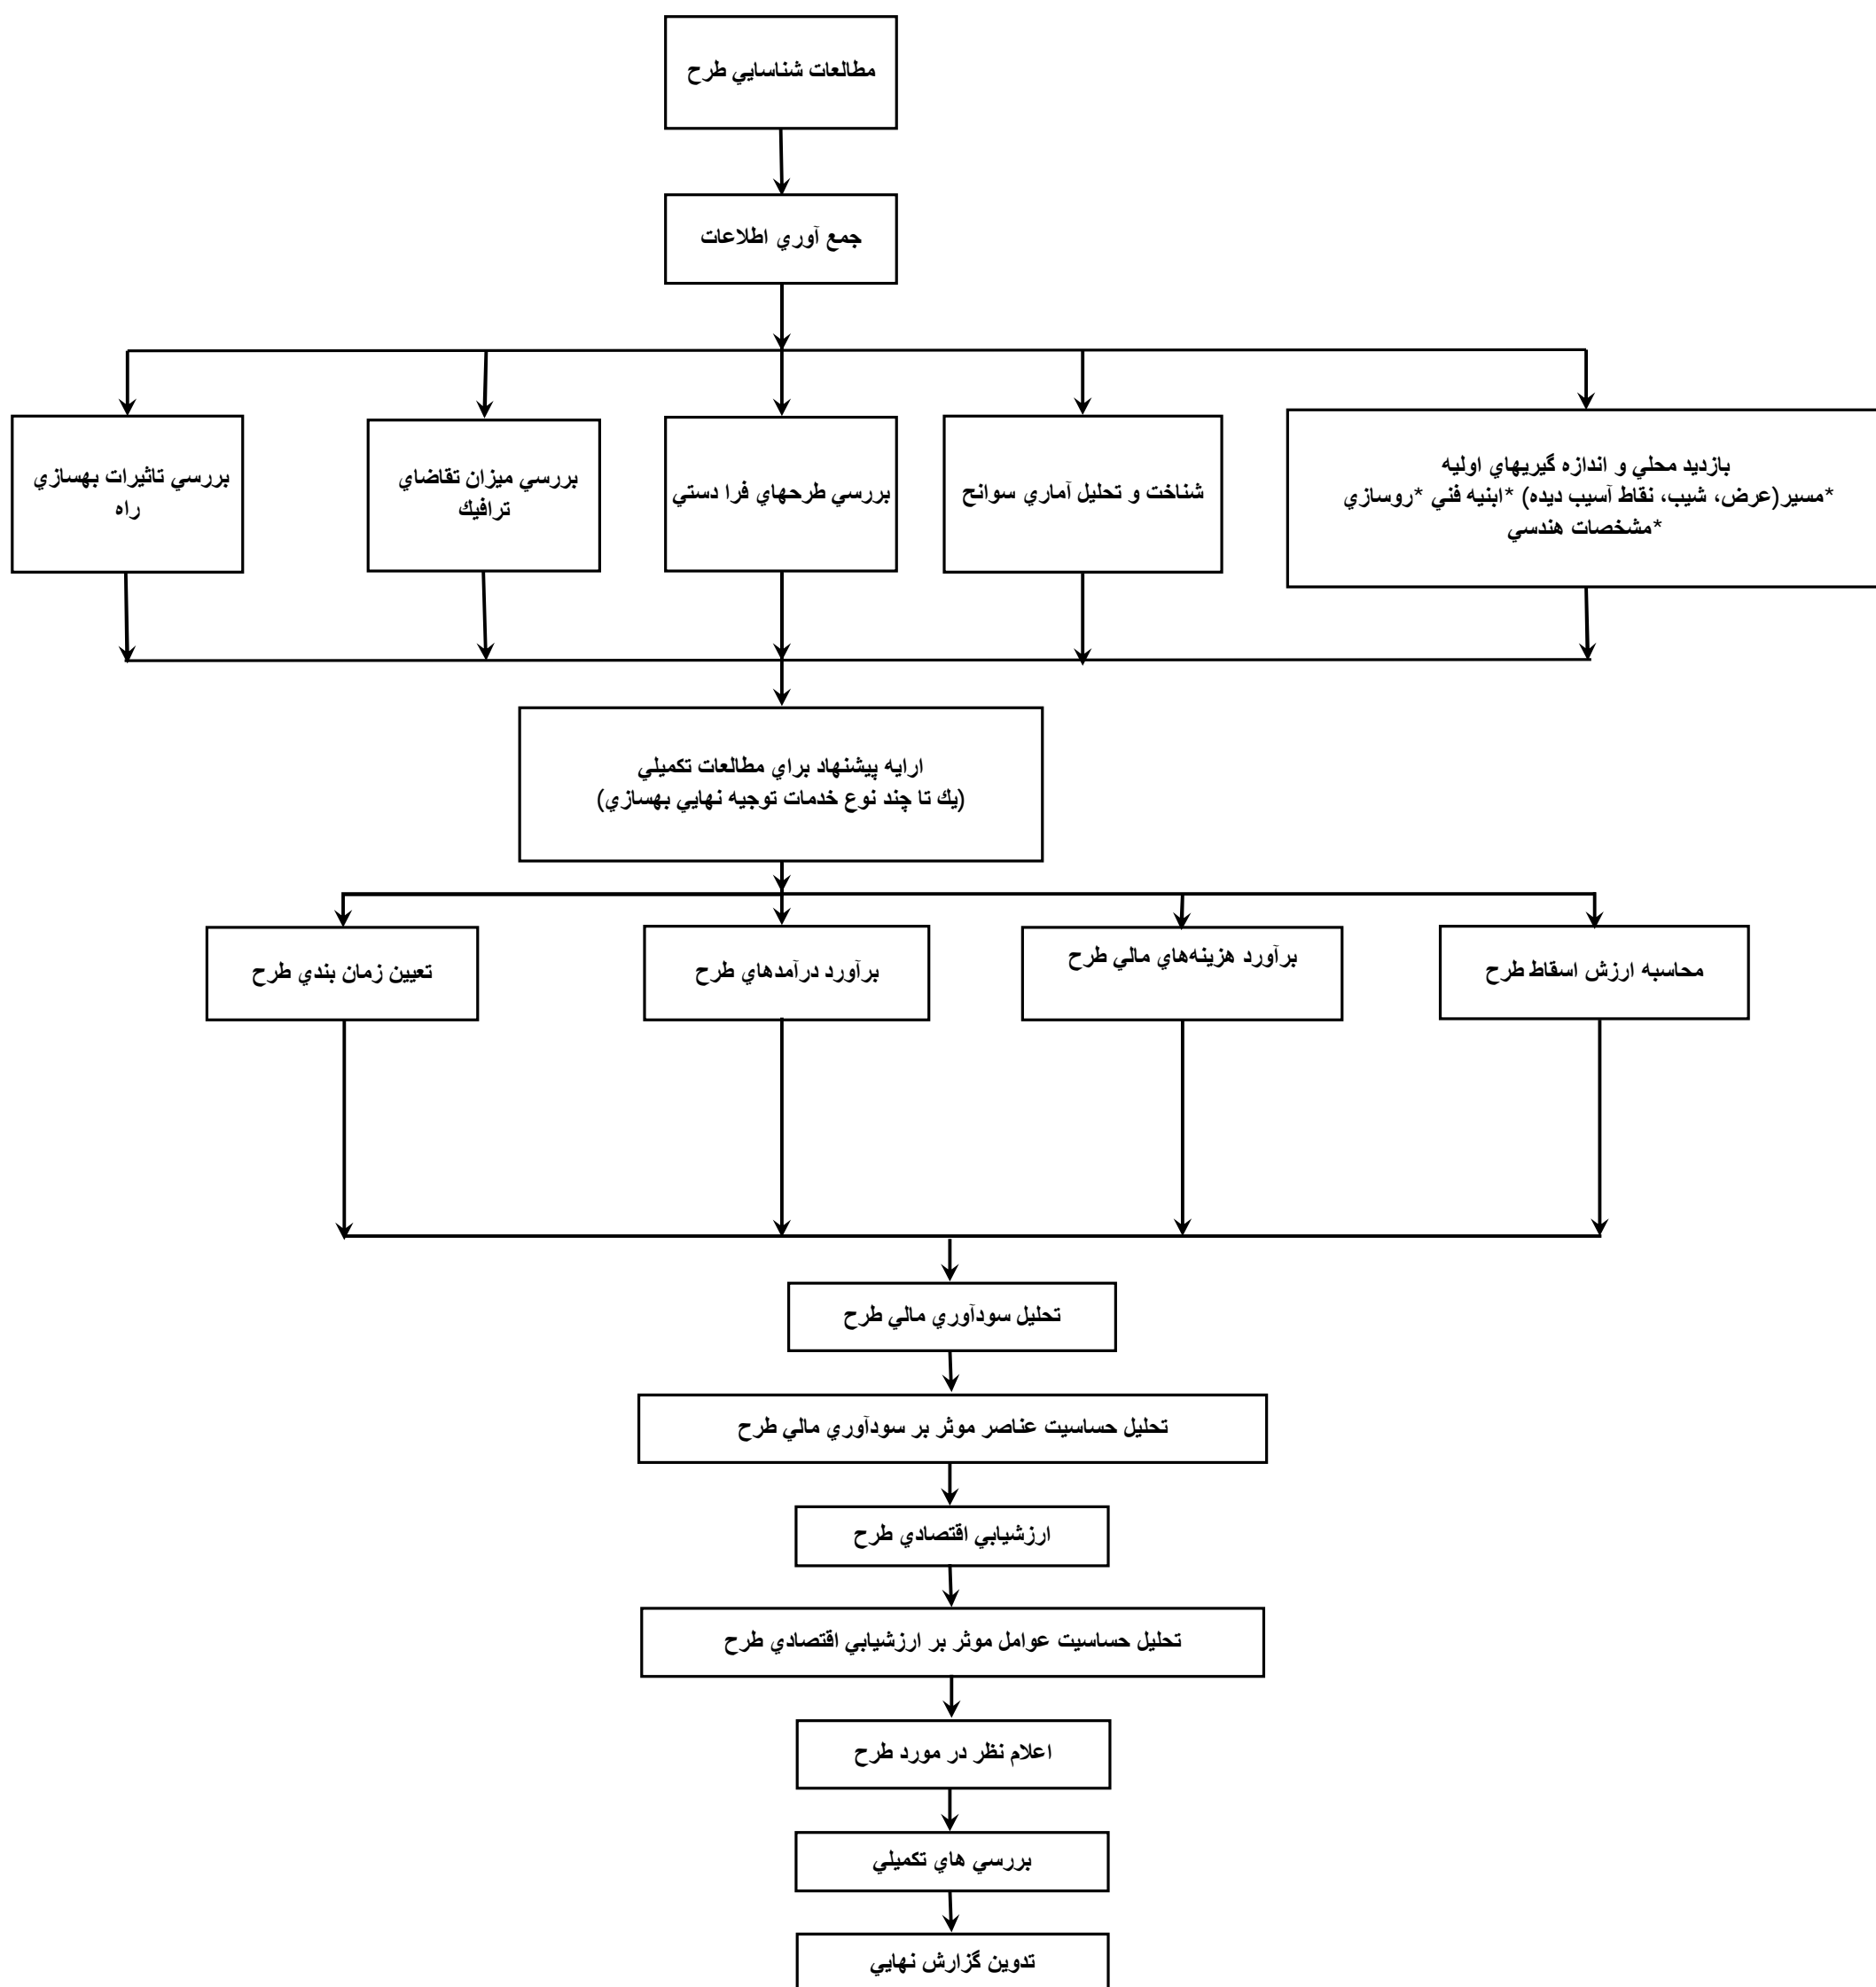 مطالعات شناسايي طرح
جمع آوري اطلاعات
بازديد محلي و اندازه گيريهاي اوليه
*مسير(عرض، شيب، نقاط آسيب ديده) *ابنيه فني *روسازي
*مشخصات هندسي
شناخت و تحليل آماري سوانح
بررسي طرحهاي فرا دستي
بررسي ميزان تقاضاي
ترافيك
بررسي تاثيرات بهسازي
راه
ارايه پيشنهاد براي مطالعات تكميلي
(يك تا چند نوع خدمات توجيه نهايي بهسازي)
محاسبه ارزش اسقاط طرح
برآورد هزينه‌هاي مالي طرح
برآورد درآمدهاي طرح
تعيين زمان بندي طرح
تحليل سودآوري مالي طرح
تحليل حساسيت عناصر موثر بر سودآوري مالي طرح
ارزشيابي اقتصادي طرح
تحليل حساسيت عوامل موثر بر ارزشيابي اقتصادي طرح
اعلام نظر در مورد طرح
بررسي هاي تكميلي
تدوين گزارش نهايي